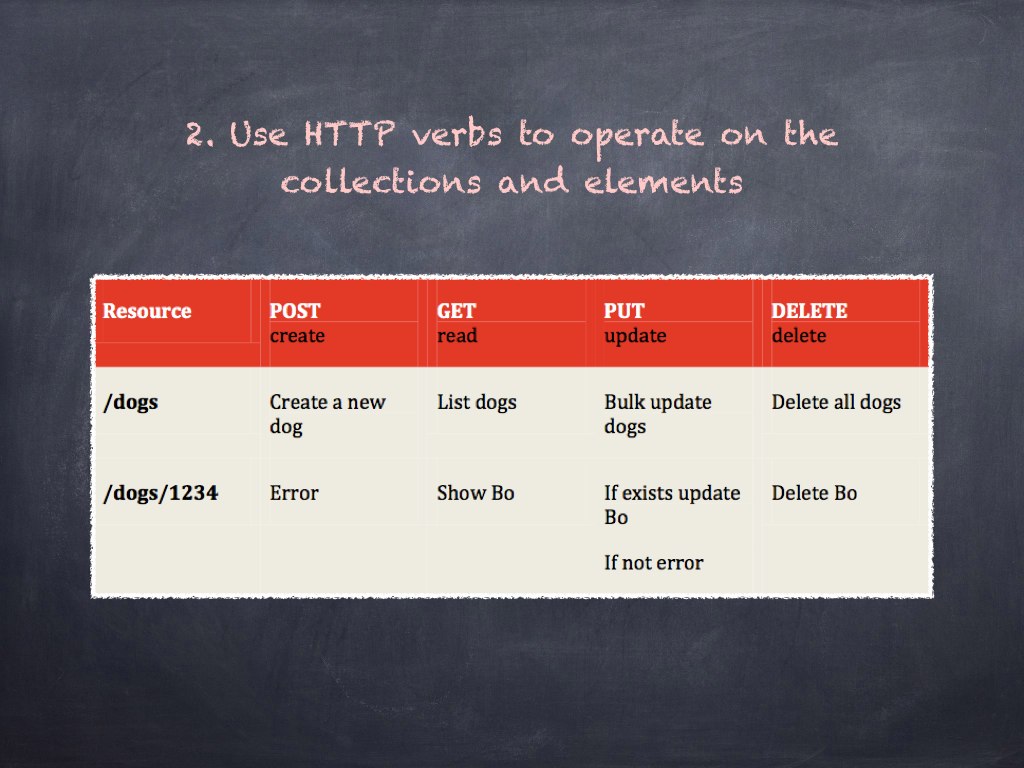 2. Use HTTP verbs to operate on the
collections and elements
Resource POST GET PUT DELETE
create read update delete
/dogs Create a new List dogs Bulk update Delete all dogs
dog dogs
/dogs/1234 Error Show Bo If exists update Delete Bo
Bo
If not error